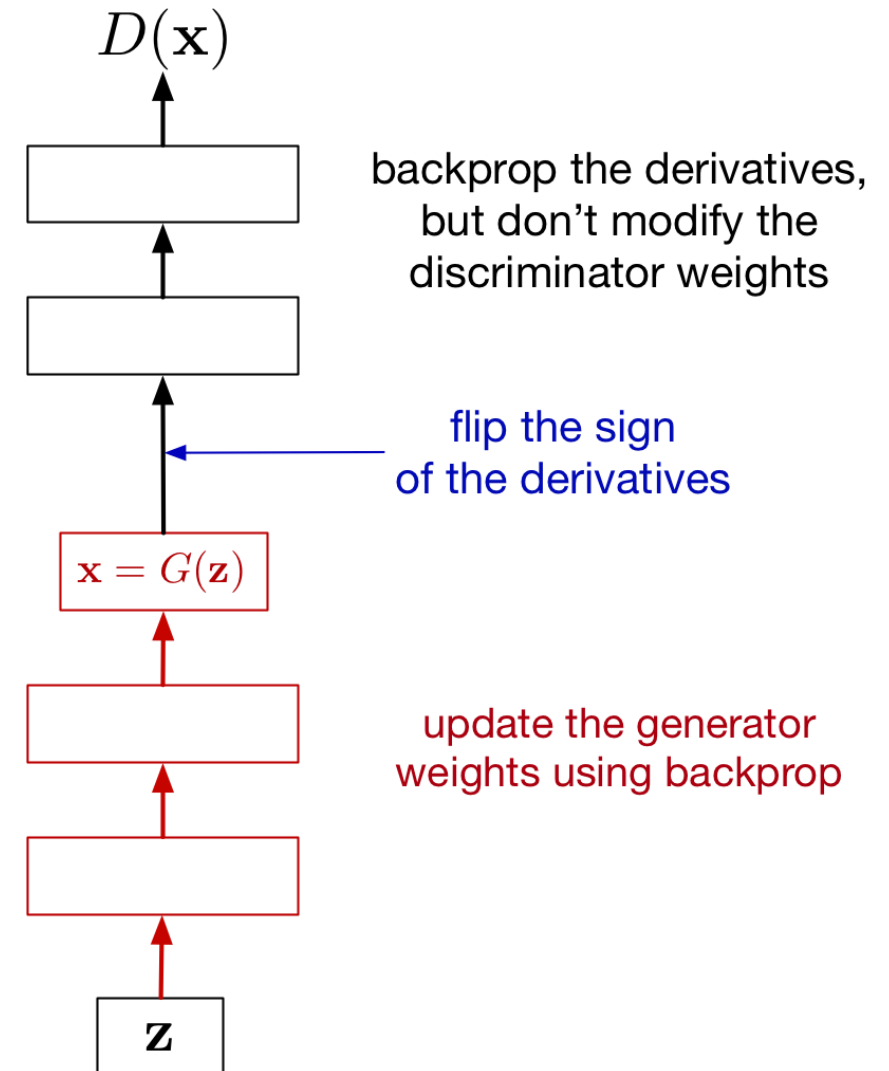 D(x)
backprop the derivatives,
but don't modify the
discriminator weights
flip the sign
of the derivatives
x = G(z)
update the generator
weights using backprop
z